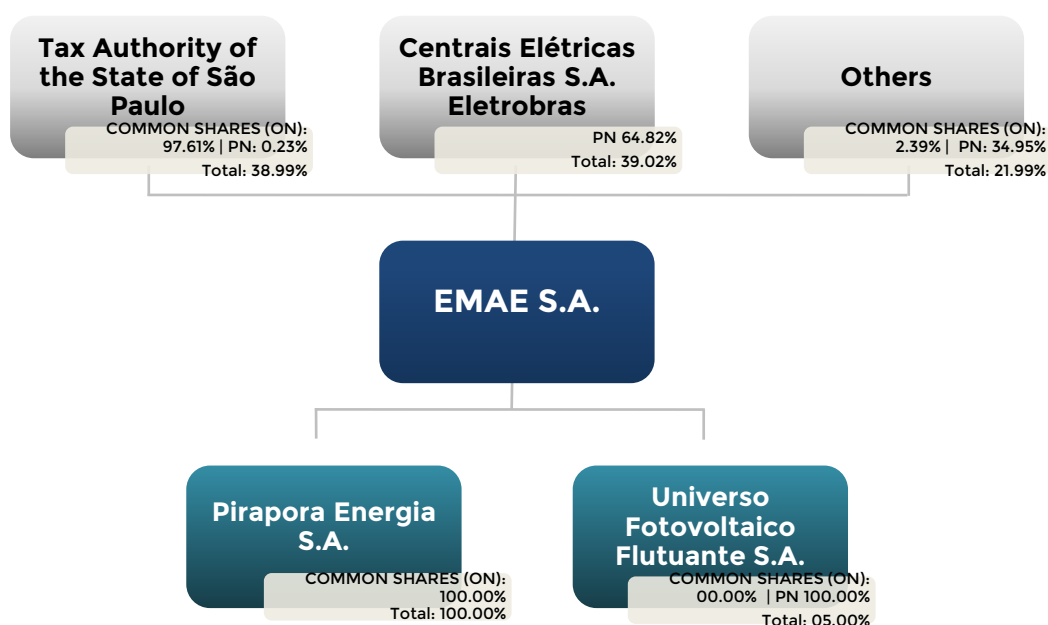 Tax Authority of
the State of São
Paulo
COMMON SHARES (ON):
97.61% | PN: 0.23%
Total: 38.99%
Centrais Elétricas
Brasileiras S.A.
Eletrobras
PN 64.82%
Total: 39.02%
Others
COMMON SHARES (ON):
2.39% | PN: 34.95%
Total: 21.99%
EMAE S.A.
Pirapora Energia
S.A.
COMMON SHARES (ON):
100.00%
Total: 100.00%
Universo
Fotovoltaico
Flutuante S.A.
COMMON SHARES (ON):
00.00% | PN 100.00%
Total: 05.00%